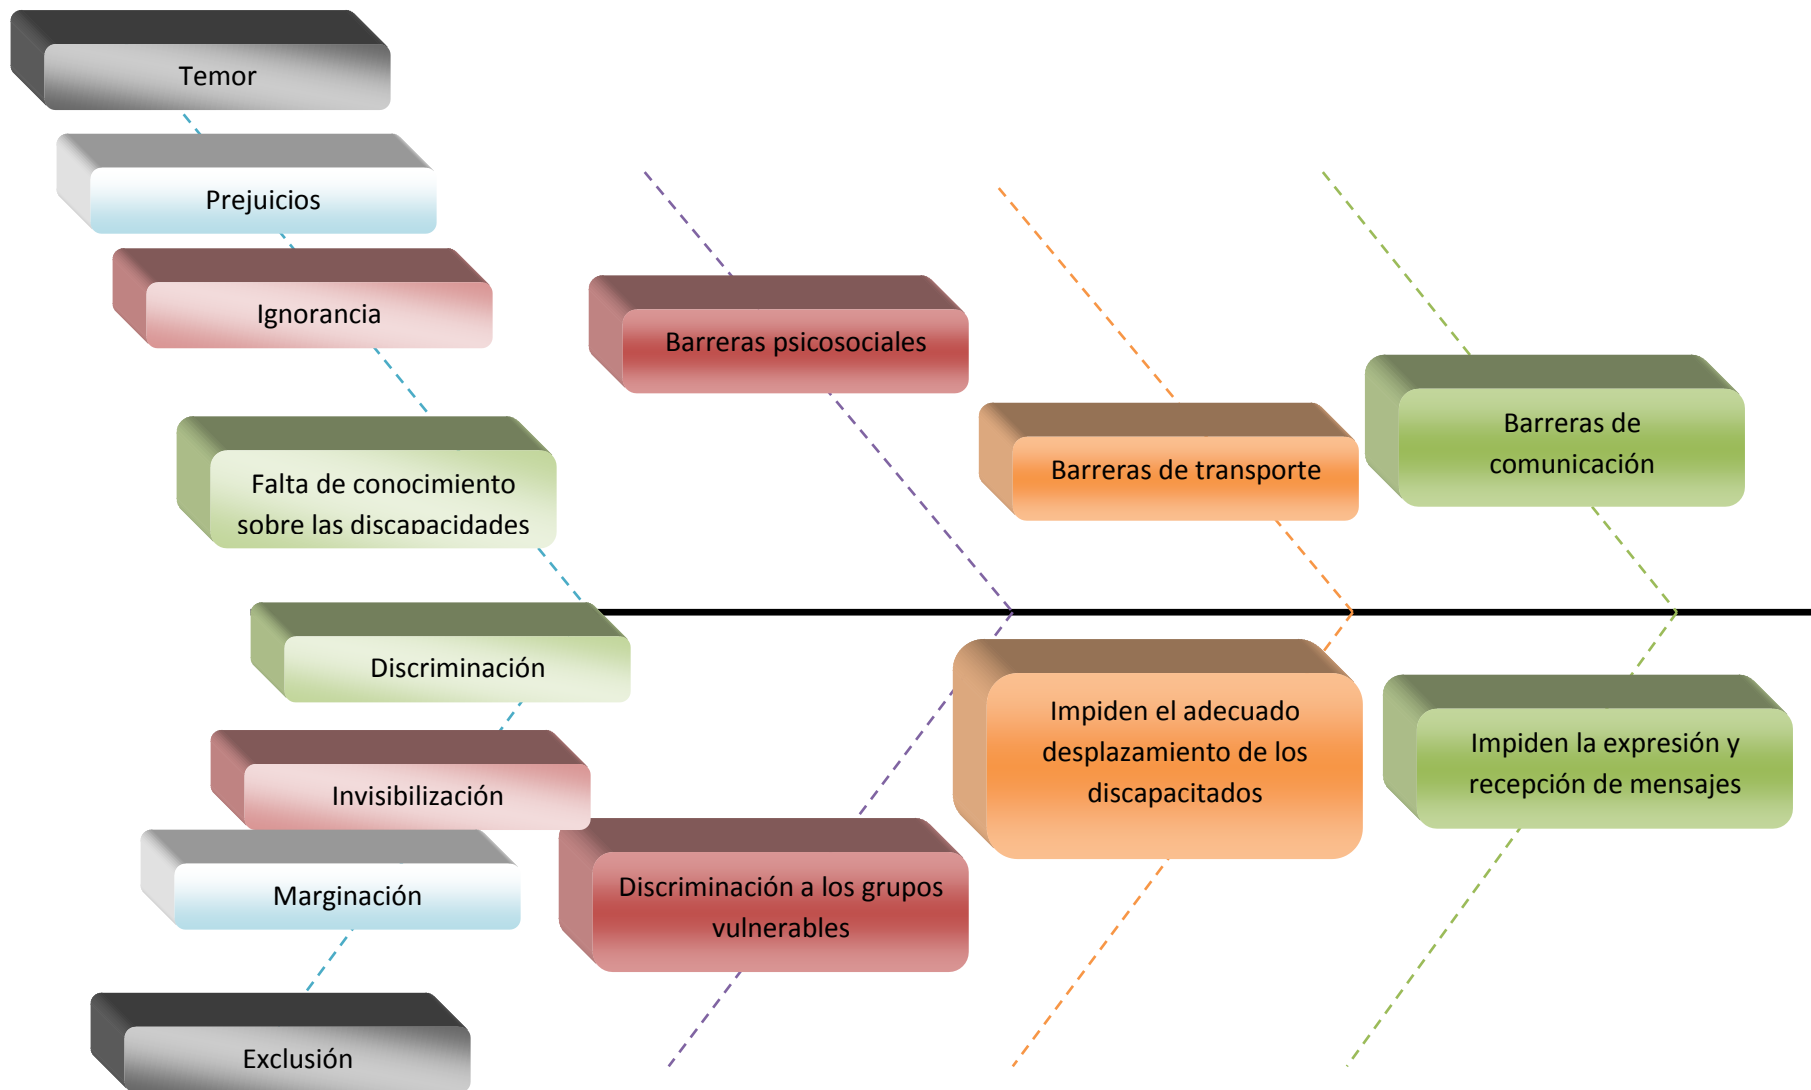 Temor
Prejuicios
Ignorancia
Falta de conocimiento
sobre las discapacidades
Discriminación
Invisibilización
Marginación
Exclusión
Barreras psicosociales
Discriminación a los grupos
vulnerables
Barreras de transporte
Impiden el adecuado
desplazamiento de los
discapacitados
Barreras de
comunicación
Impiden la expresión y
recepción de mensajes